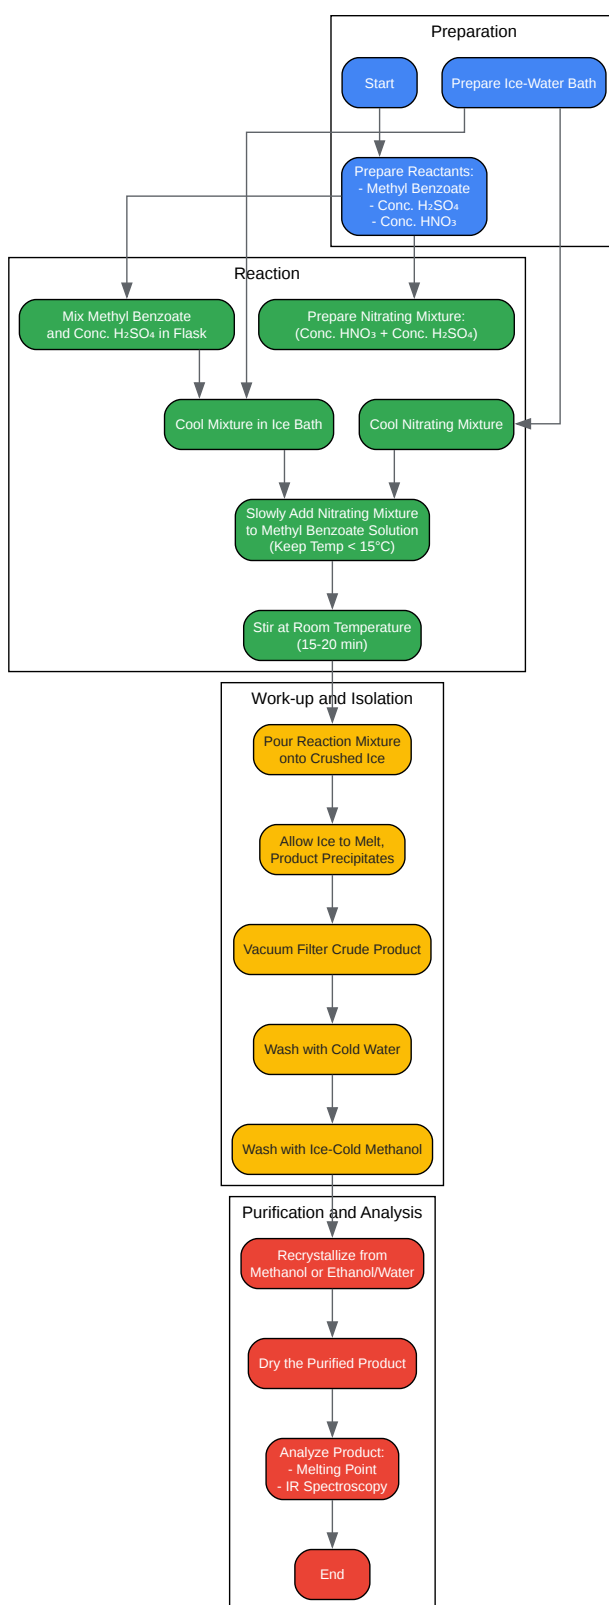 Preparation
Start
Prepare Ice-Water Bath
Prepare Reactants:
- Methyl Benzoate
- Conc. H₂SO₄
- Conc. HNO₃
Reaction
Mix Methyl Benzoate
and Conc. H₂SO₄ in Flask
Prepare Nitrating Mixture:
(Conc. HNO₃ + Conc. H₂SO₄)
Cool Mixture in Ice Bath
Cool Nitrating Mixture
Slowly Add Nitrating Mixture
to Methyl Benzoate Solution
(Keep Temp < 15°C)
Stir at Room Temperature
(15-20 min)
Work-up and Isolation
Pour Reaction Mixture
onto Crushed Ice
Allow Ice to Melt,
Product Precipitates
Vacuum Filter Crude Product
Wash with Cold Water
Wash with Ice-Cold Methanol
Purification and Analysis
Recrystallize from
Methanol or Ethanol/Water
Dry the Purified Product
Analyze Product:
- Melting Point
- IR Spectroscopy
End